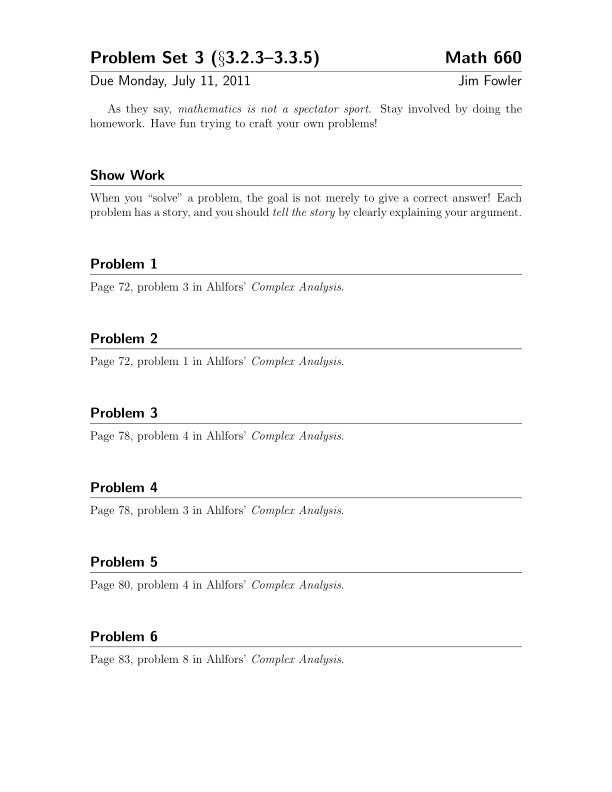 Problem Set 3 (§3.2.3–3.3.5) Math 660
Due Monday, July 11, 2011 Jim Fowler
As they say, mathematics is not a spectator sport. Stay involved by doing the
homework. Have fun trying to craft your own problems!
Show Work
When you “solve” a problem, the goal is not merely to give a correct answer! Each
problem has a story, and you should tell the story by clearly explaining your argument.
Problem 1
Page 72, problem 3 in Ahlfors’ Complex Analysis.
Problem 2
Page 72, problem 1 in Ahlfors’ Complex Analysis.
Problem 3
Page 78, problem 4 in Ahlfors’ Complex Analysis.
Problem 4
Page 78, problem 3 in Ahlfors’ Complex Analysis.
Problem 5
Page 80, problem 4 in Ahlfors’ Complex Analysis.
Problem 6
Page 83, problem 8 in Ahlfors’ Complex Analysis.